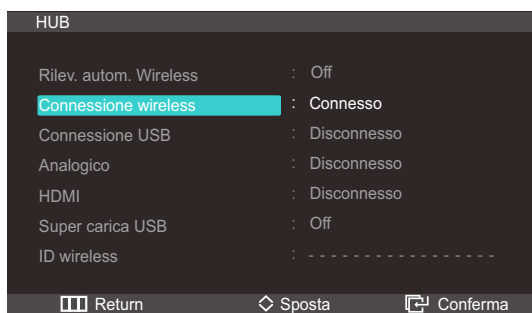 HUB
Rilev. autom. Wireless : Off
Connessione wireless : Connesso
Connessione USB : Disconnesso
Analogico : Disconnesso
HDMI : Disconnesso
Super carica USB : Off
ID wireless : - - - - - - - - - - - - - - - - -
Return Sposta Conferma